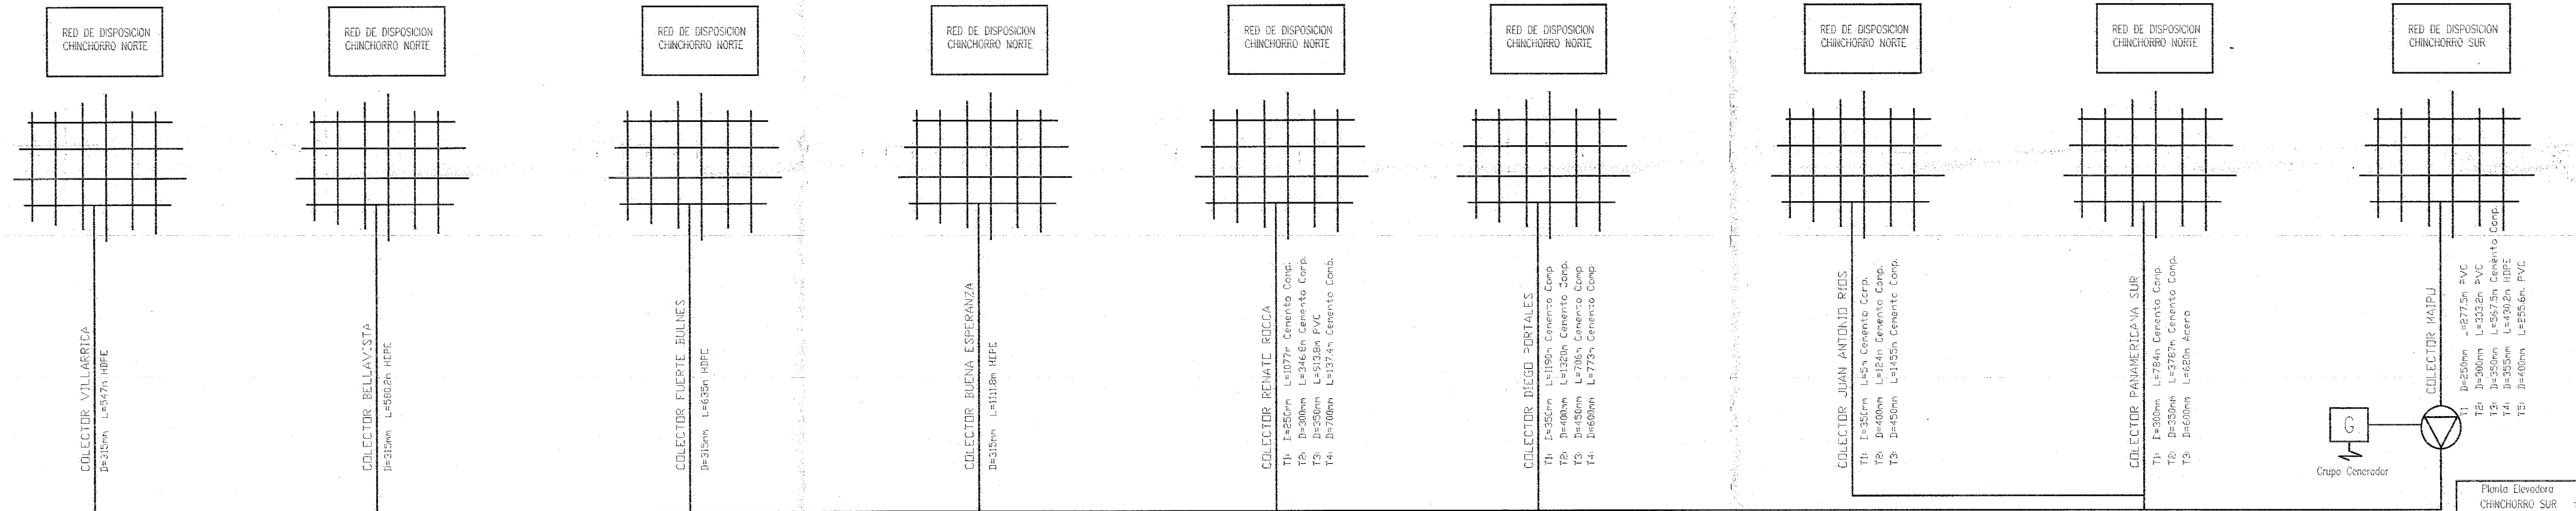 RED DE DISPOSICION
CHINCHORRO NORTE
RED DE DISPOSICION
CHINCHORRO NORTE
RED DE DISPOSICION
CHINCHORRO NORTE
RED DE DISPOSICION
CHINCHORRO NORTE
RED DE DISPOSICION
CHINCHORRO NORTE
RED DE DISPOSICION
CHINCHORRO NORTE
RED DE DISPOSICION
CHINCHORRO NORTE
RED DE DISPOSICION
CHINCHORRO NORTE
RED DE DISPOSICION
CHINCHORRO SUR
COLECTOR VILLARRICA
D=315mm L=547m HDPE
COLECTOR BELLAVISTA
D=315mm L=580.2m HDPE
COLECTOR FUERTE BULNES
D=315mm L=635m HDPE
COLECTOR BUENA ESPERANZA
D=315mm L=1111.8m HDPE
COLECTOR RENATO ROCCA
T1: D=250mm L=1077m Cemento Comp.
T2: D=300mm L=346.6m Cemento Comp.
T3: D=350mm L=513.8m PVC
T4: D=700mm L=137.4m Cemento Comb.
COLECTOR DIEGO PORTALES
T1: D=350mm L=1190m Cemento Comp
T2: D=400mm L=1320m Cemento Comp.
T3: D=450mm L=706m Cemento Comp
T4: D=600mm L=773m Cemento Comp
COLECTOR JUAN ANTONIO RÍOS
T1: D=350mm L=5m Cemento Comp.
T2: D=400mm L=124m Cemento Comp.
T3: D=450mm L=1455m Cemento Comp.
COLECTOR PANAMERICANA SUR
T1: D=300mm L=784m Cemento Comp.
T2: D=350mm L=3787m Cemento Comp.
T3: D=600mm L=620m Acero
COLECTOR MAIPU
T1 D=250mm L=277.5m PVC
T2: D=300mm L=333.2m PVC
T3: D=350mm L=567.5m Cemento Comp.
T4: D=355mm L=430.2m HDPE
T5: D=400mm L=255.6m PVC
G
Grupo Generador
Planta Elevadora
CHINCHORRO SUR